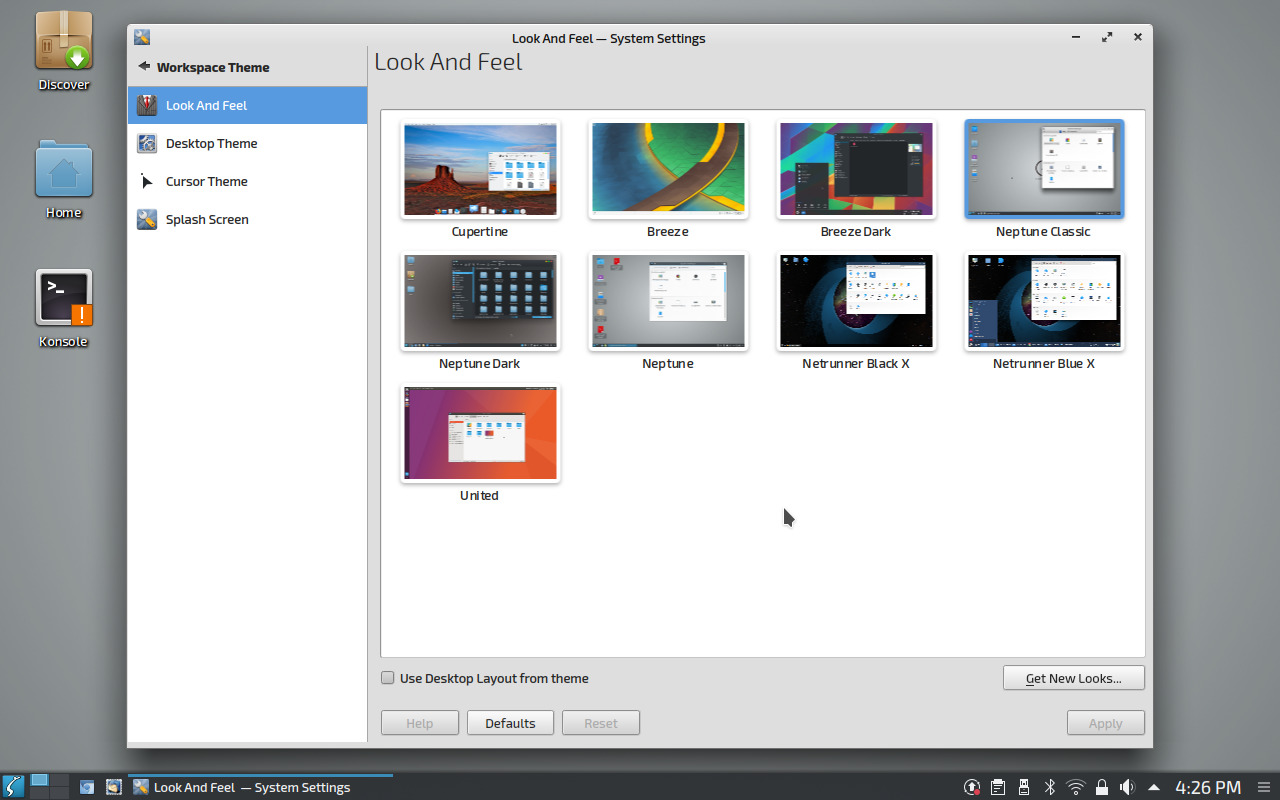 Discover
Home
Konsole
Look And Feel — System Settings
Workspace Theme
Look And Feel
Desktop Theme
Cursor Theme
Splash Screen
Look And Feel
Cupertine
Breeze
Breeze Dark
Neptune Classic
Neptune Dark
Neptune
Netrunner Black X
Netrunner Blue X
United
Use Desktop Layout from theme
Get New Looks...
Help
Defaults
Reset
Apply
Look And Feel — System Settings
4:26 PM